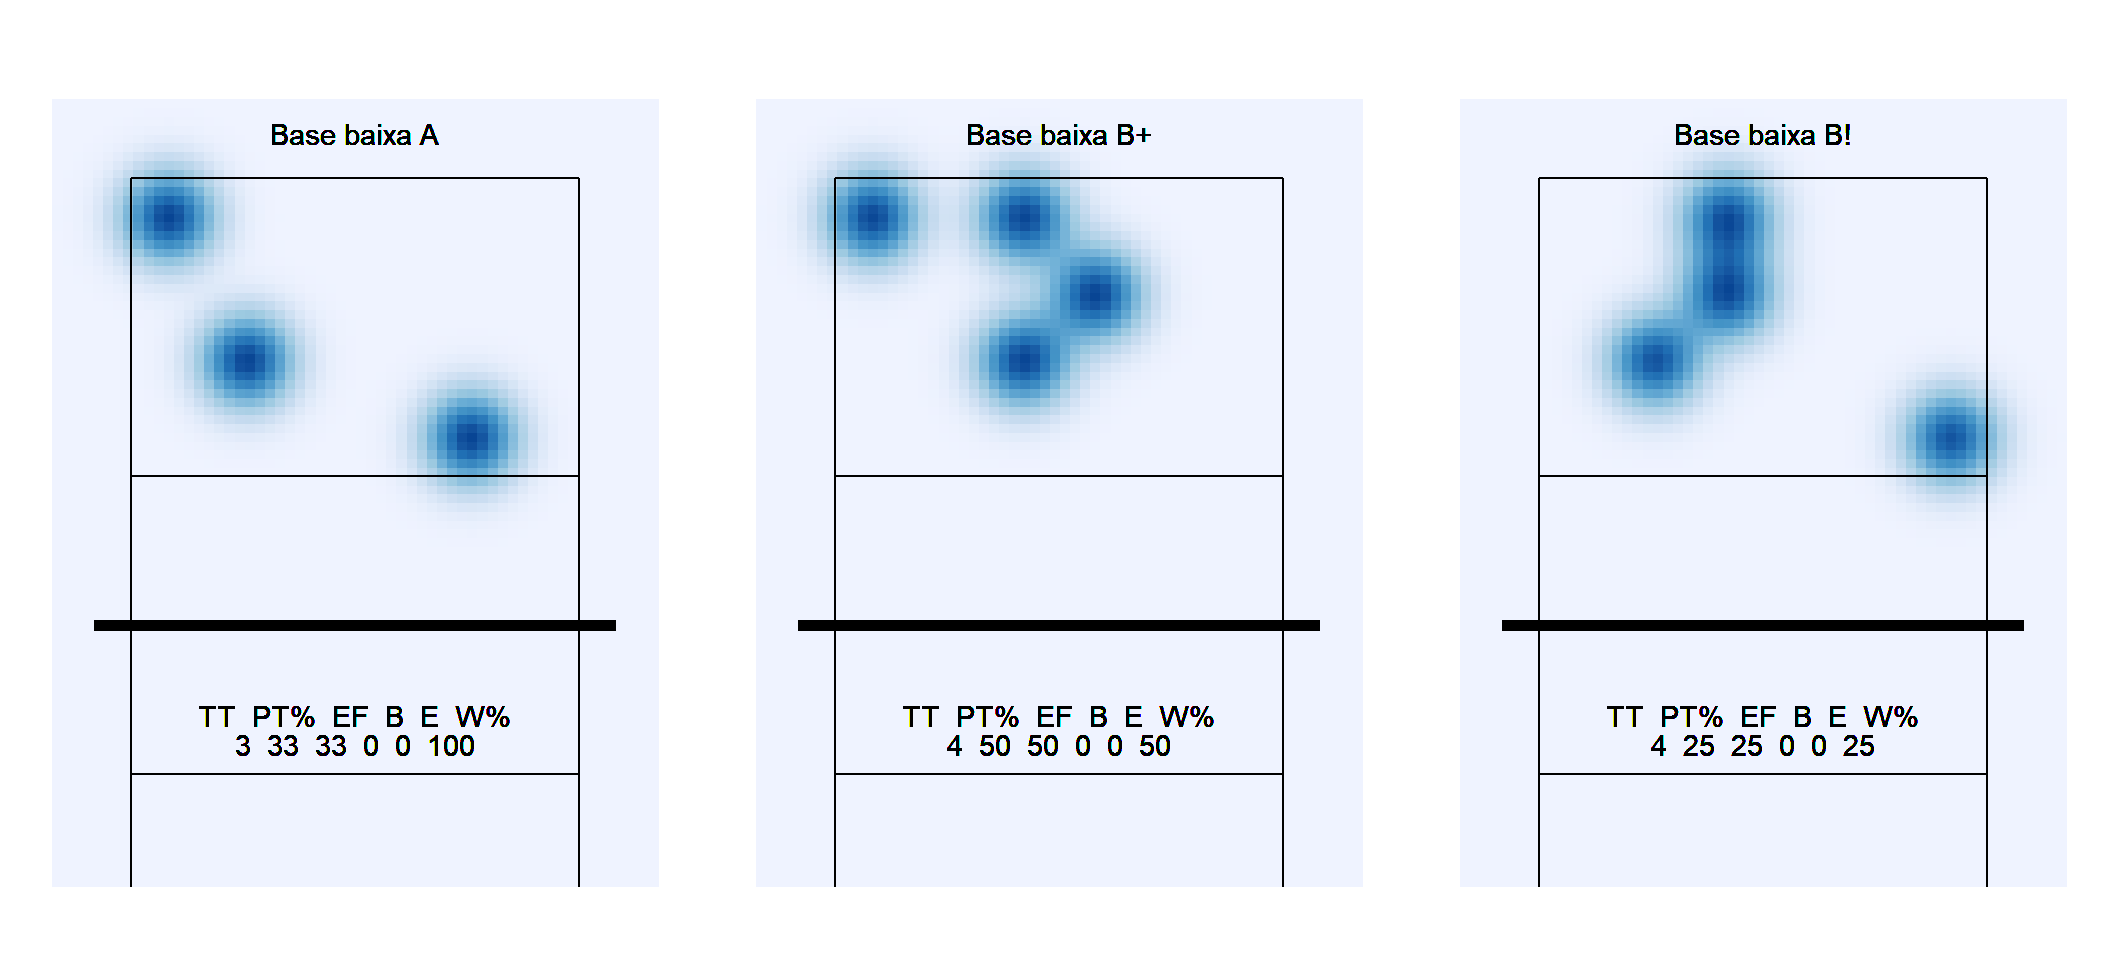 Base baixa A
TT PT% EF B E W%
3 33 33 0 0 100
Base baixa B+
TT PT% EF B E W%
4 50 50 0 0 50
Base baixa B!
TT PT% EF B E W%
4 25 25 0 0 25